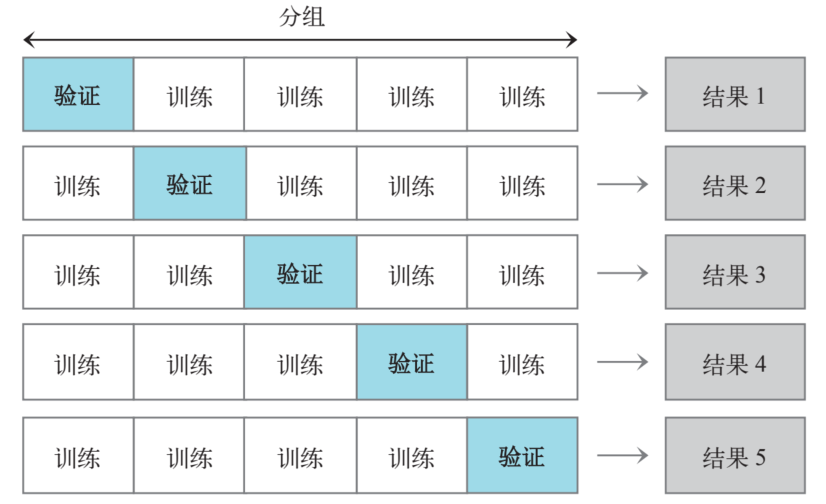 分组
验证 训练 训练 训练 训练 结果 1
训练 验证 训练 训练 训练 结果 2
训练 训练 验证 训练 训练 结果 3
训练 训练 训练 验证 训练 结果 4
训练 训练 训练 训练 验证 结果 5